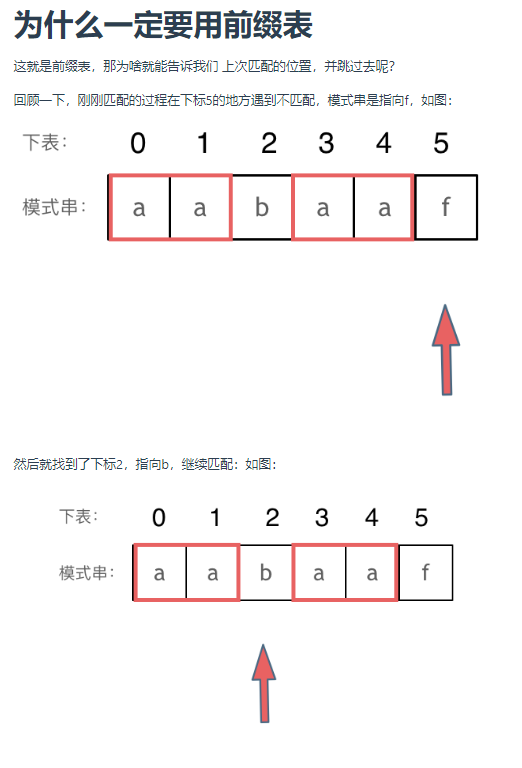 为什么一定要用前缀表
这就是前缀表，那为啥就能告诉我们 上次匹配的位置，并跳过去呢？
回顾一下，刚刚匹配的过程在下标5的地方遇到不匹配，模式串是指向f，如图：
下表： 0 1 2 3 4 5
模式串： a a b a a f
然后就找到了下标2，指向b，继续匹配：如图：
下表： 0 1 2 3 4 5
模式串： a a b a a f